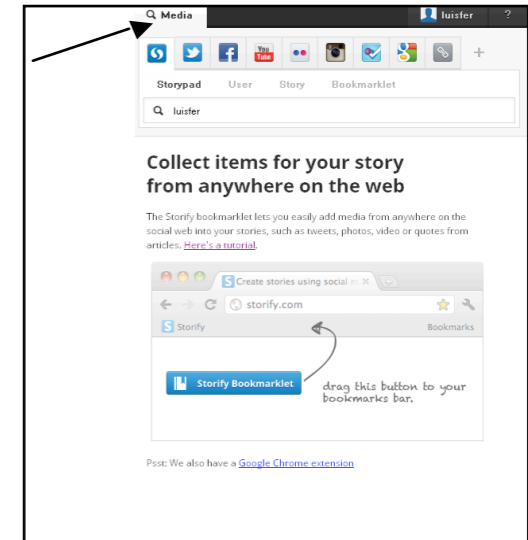 Media luisfer ?
You Tube
Storypad User Story Bookmarklet
luisfer
Collect items for your story
from anywhere on the web
The Storify bookmarklet lets you easily add media from anywhere on the
social web into your stories, such as tweets, photos, video or quotes from
articles. Here's a tutorial.
Create stories using social m
storify.com
Storify Bookmarks
Storify Bookmarklet
drag this button to your
bookmarks bar.
Psst: We also have a Google Chrome extension